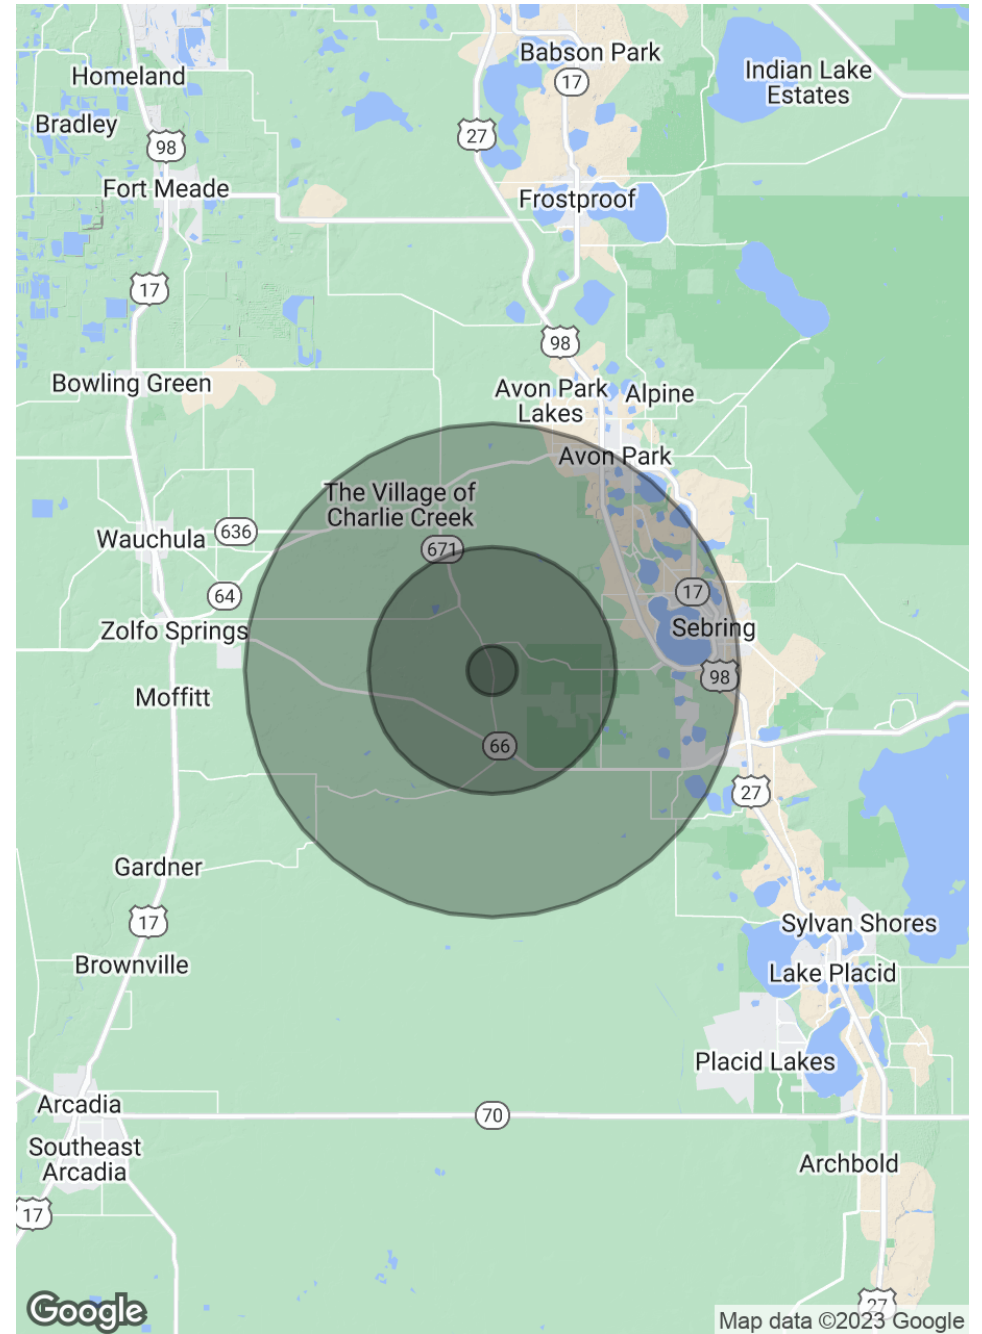 Babson Park
17
Indian Lake
Estates
Homeland
Bradley
98
27
Fort Meade
Frostproof
17
98
Bowling Green
Avon Park
Lakes
Alpine
Avon Park
The Village of
Charlie Creek
Wauchula
636
671
64
17
Zolfo Springs
Sebring
98
Moffitt
66
27
Gardner
17
Sylvan Shores
Brownville
Lake Placid
Placid Lakes
Arcadia
70
Southeast
Arcadia
Archbold
17
27
Google
Map data ©2023 Google